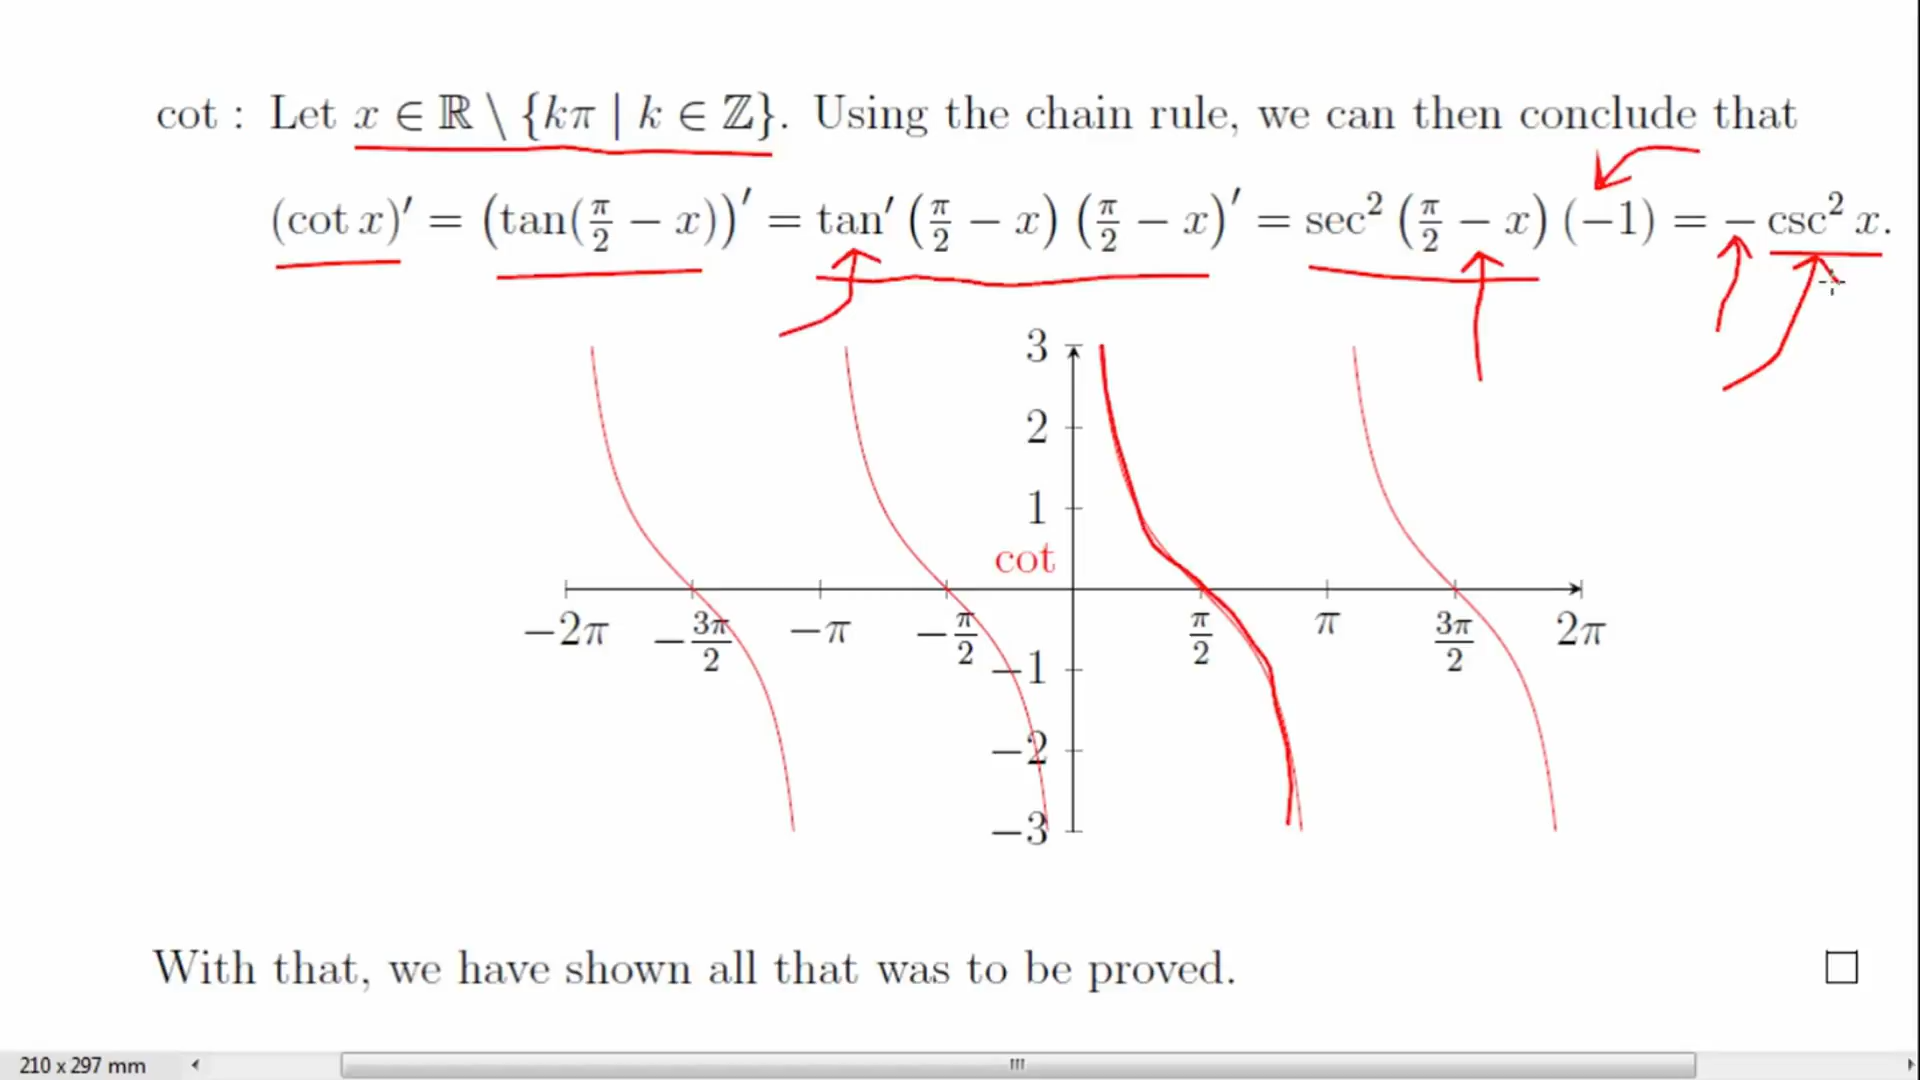 cot : Let x ∈ ℝ \ {kπ | k ∈ ℤ}. Using the chain rule, we can then conclude that
(cot x)′ = (tan(π/2 − x))′ = tan′ (π/2 − x) (π/2 − x)′ = sec² (π/2 − x) (−1) = − csc² x.
3
2
1
cot
−2π −3π/2 −π −π/2 π/2 π 3π/2 2π
−1
−2
−3
With that, we have shown all that was to be proved. □
210 x 297 mm